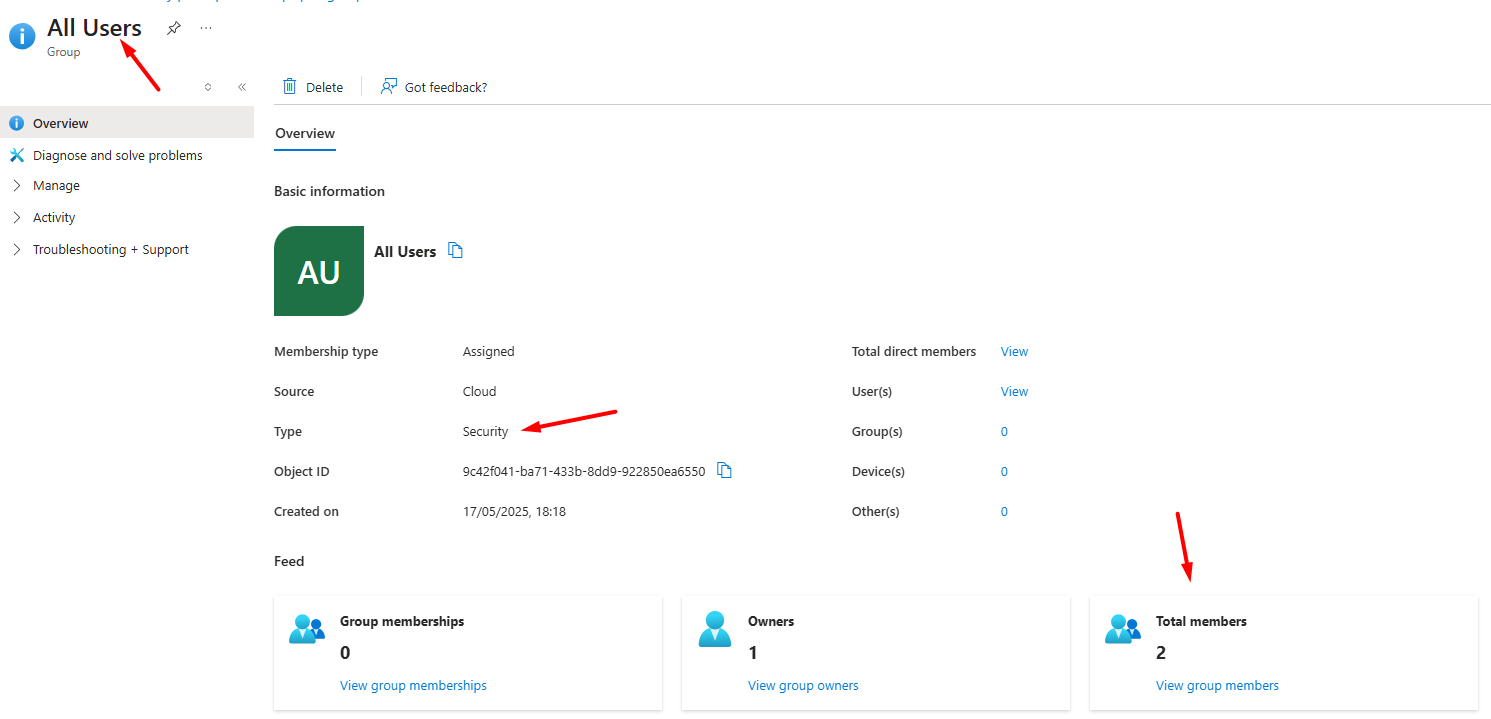 All Users
...
Group
Delete
Got feedback?
Overview
Diagnose and solve problems
Manage
Activity
Troubleshooting + Support
Overview
Basic information
AU
All Users
Membership type Assigned Total direct members View
Source Cloud User(s) View
Type Security Group(s) 0
Object ID 9c42f041-ba71-433b-8dd9-922850ea6550 Device(s) 0
Created on 17/05/2025, 18:18 Other(s) 0
Feed
Group memberships
0
View group memberships
Owners
1
View group owners
Total members
2
View group members